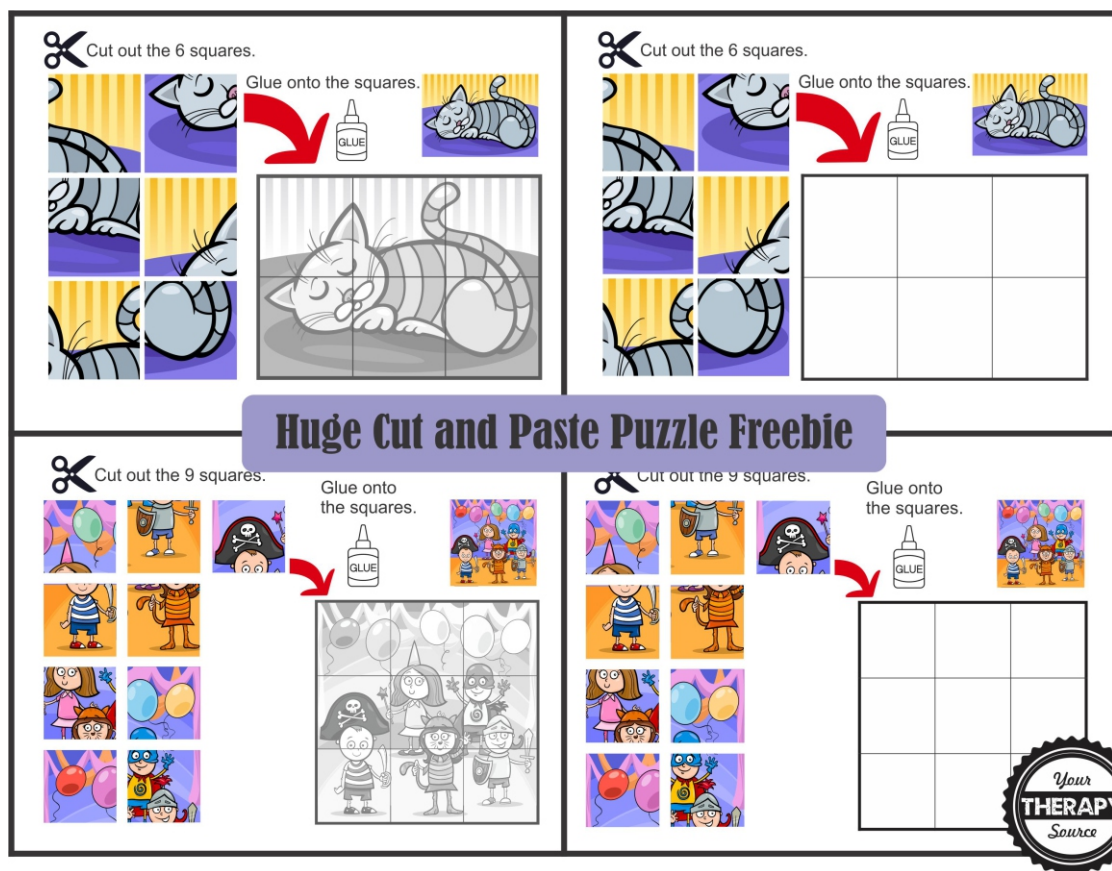 Cut out the 6 squares.
Glue onto the squares.
GLUE
Cut out the 6 squares.
Glue onto the squares.
GLUE
Huge Cut and Paste Puzzle Freebie
Cut out the 9 squares.
Glue onto
the squares.
GLUE
Cut out the 9 squares.
Glue onto
the squares.
GLUE
Your
THERAPY
Source